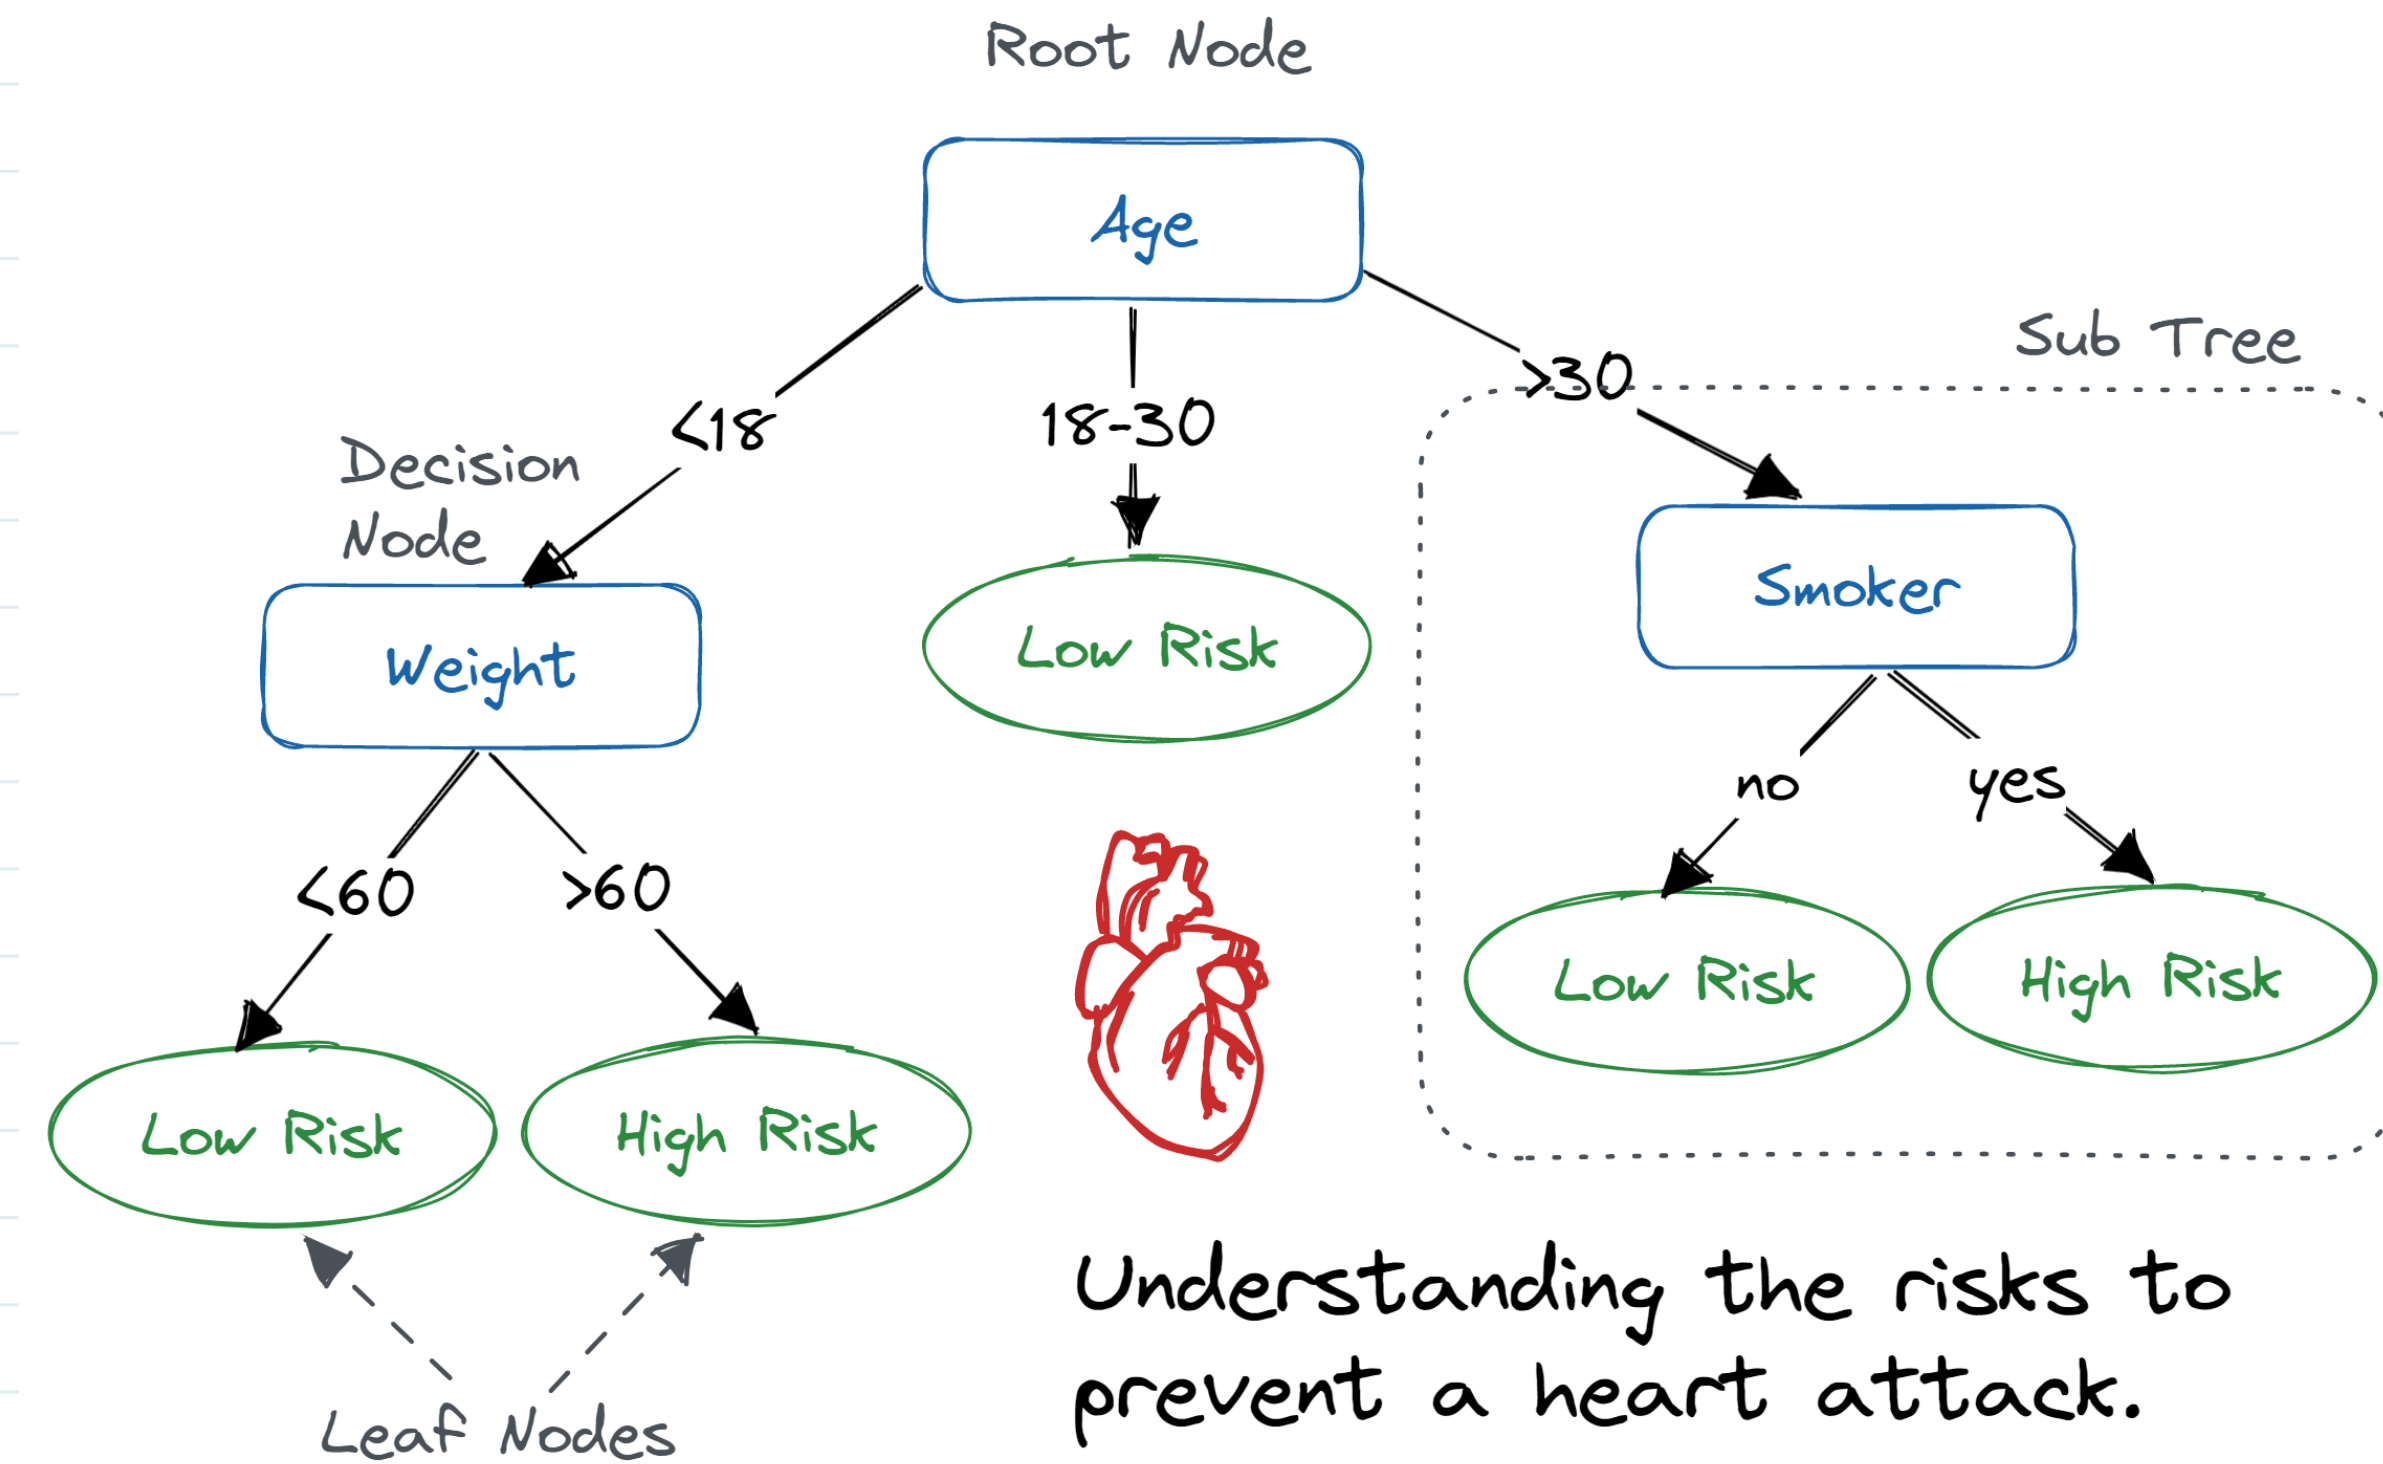 Root Node
Age
<18
18-30
>30
Sub Tree
Decision
Node
Weight
Low Risk
Smoker
<60
>60
no
yes
Low Risk
High Risk
Low Risk
High Risk
Leaf Nodes
Understanding the risks to
prevent a heart attack.